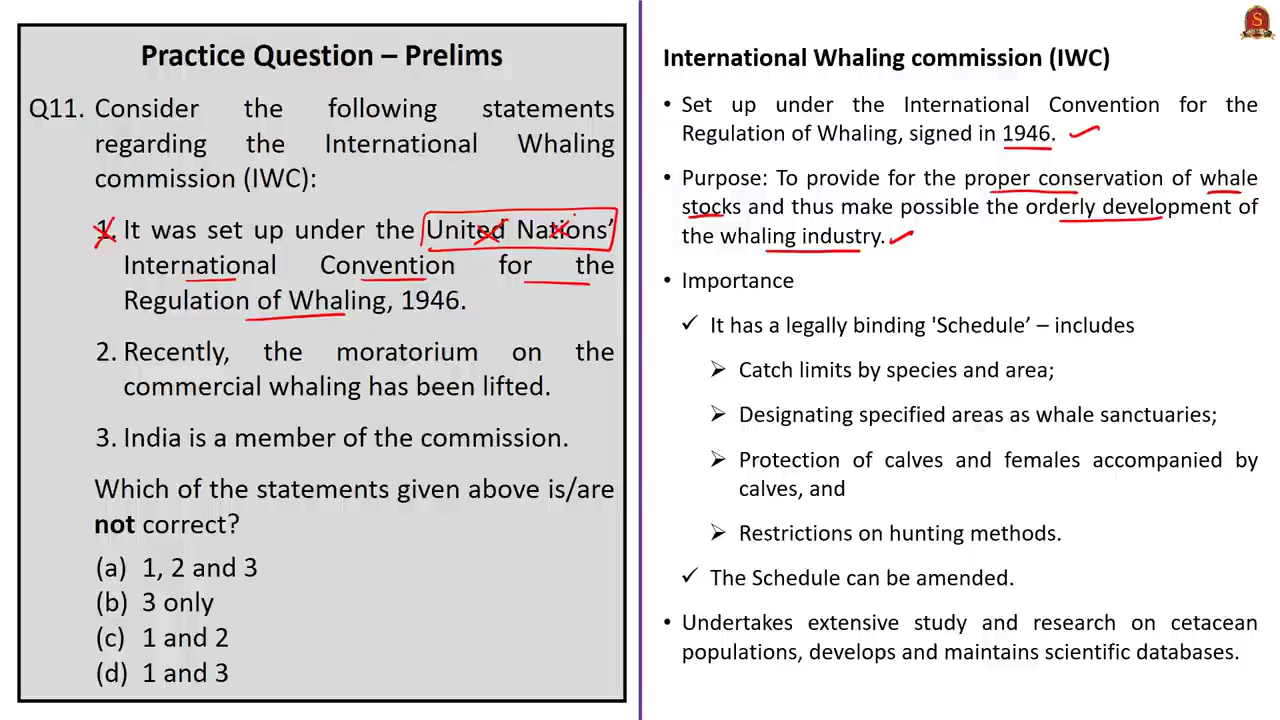 Practice Question – Prelims
Q11. Consider the following statements
regarding the International Whaling
commission (IWC):
1. It was set up under the United Nations'
International Convention for the
Regulation of Whaling, 1946.
2. Recently, the moratorium on the
commercial whaling has been lifted.
3. India is a member of the commission.
Which of the statements given above is/are
not correct?
(a) 1, 2 and 3
(b) 3 only
(c) 1 and 2
(d) 1 and 3
International Whaling commission (IWC)
• Set up under the International Convention for the
Regulation of Whaling, signed in 1946.
• Purpose: To provide for the proper conservation of whale
stocks and thus make possible the orderly development of
the whaling industry.
• Importance
✓ It has a legally binding 'Schedule’ – includes
➢ Catch limits by species and area;
➢ Designating specified areas as whale sanctuaries;
➢ Protection of calves and females accompanied by
calves, and
➢ Restrictions on hunting methods.
✓ The Schedule can be amended.
• Undertakes extensive study and research on cetacean
populations, develops and maintains scientific databases.